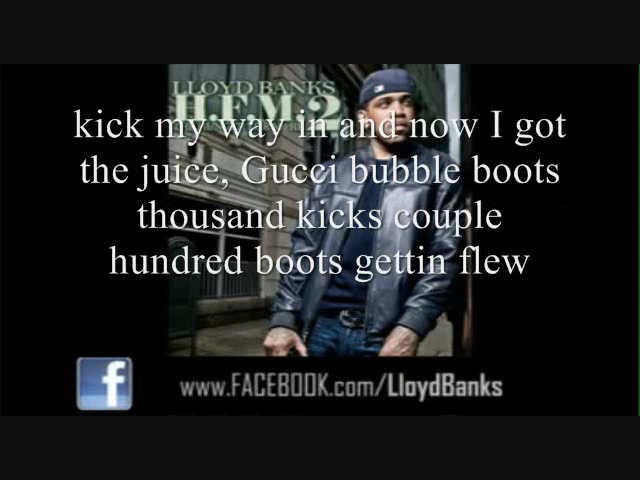 LLOYD BANKS
H.F.M. 2
kick my way in and now I got
the juice, Gucci bubble boots
thousand kicks couple
hundred boots gettin flew
f
www.FACEBOOK.com/LloydBanks